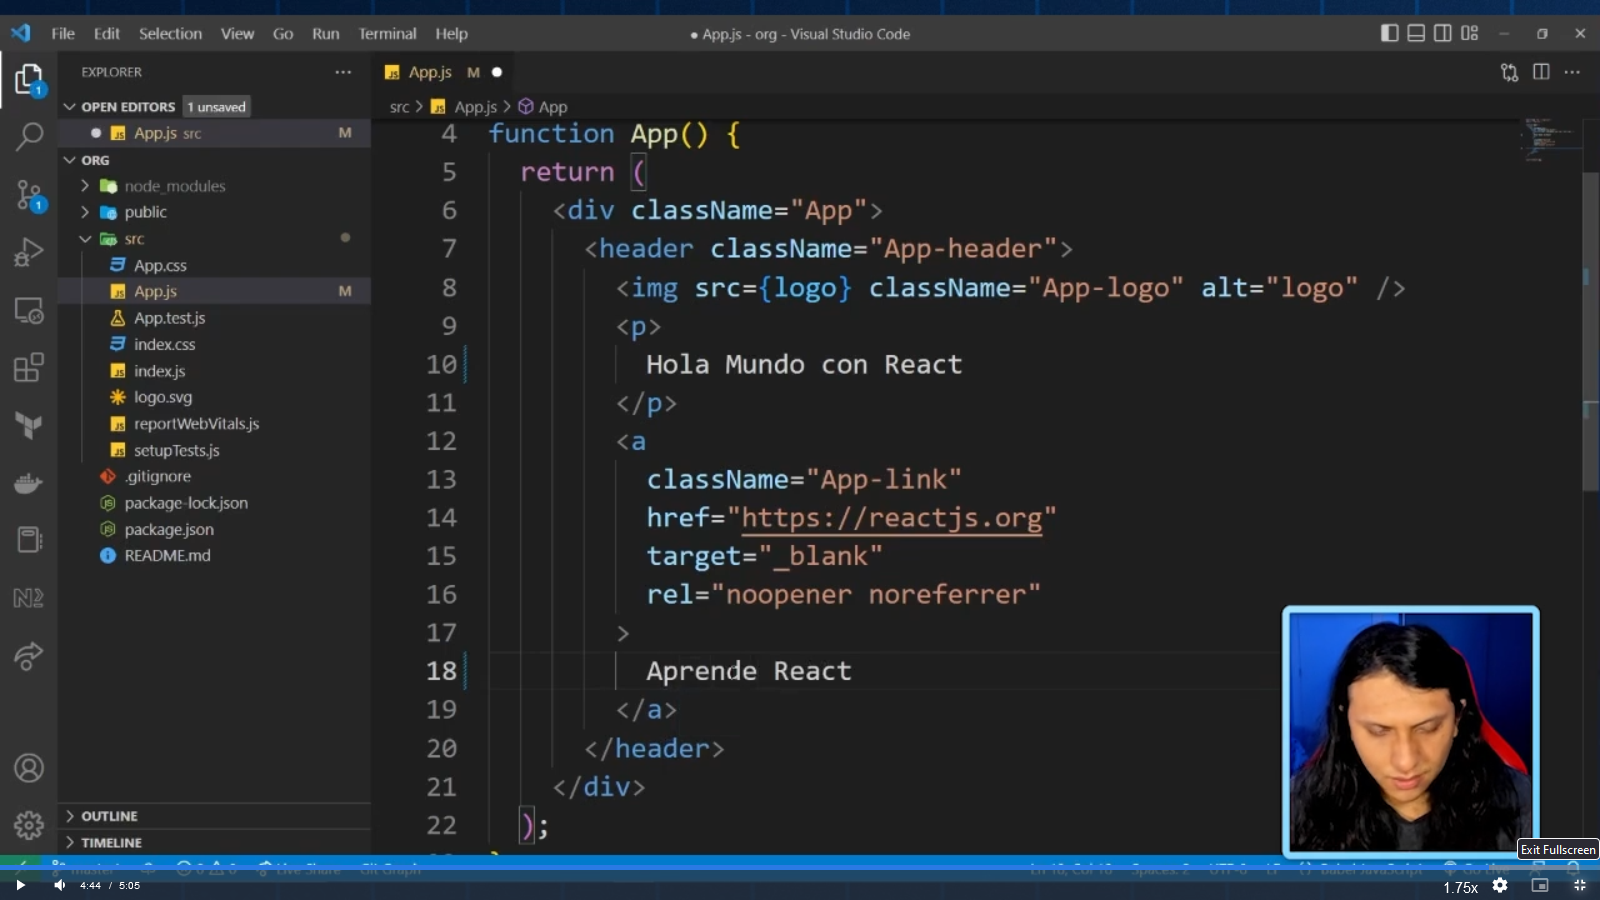 File Edit Selection View Go Run Terminal Help
● App.js - org - Visual Studio Code
EXPLORER
OPEN EDITORS 1 unsaved
App.js src M
ORG
node_modules
public
src
App.css
App.js M
App.test.js
index.css
index.js
logo.svg
reportWebVitals.js
setupTests.js
.gitignore
package-lock.json
package.json
README.md
OUTLINE
TIMELINE
1
1
App.js M
src > App.js > App
4 function App() {
5 return (
6 <div className="App">
7 <header className="App-header">
8 <img src={logo} className="App-logo" alt="logo" />
9 <p>
10 Hola Mundo con React
11 </p>
12 <a
13 className="App-link"
14 href="https://reactjs.org"
15 target="_blank"
16 rel="noopener noreferrer"
17 >
18 Aprende React
19 </a>
20 </header>
21 </div>
22 );
Exit Fullscreen
4:44 / 5:05
1.75x